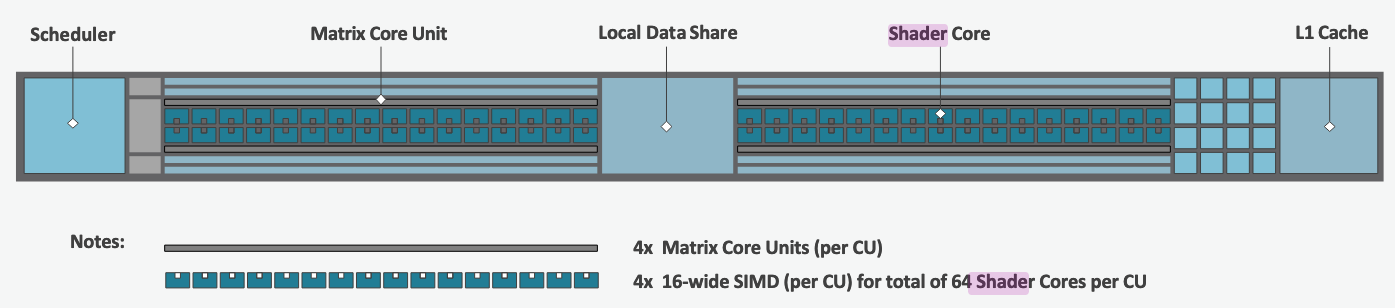 Scheduler Matrix Core Unit Local Data Share Shader Core L1 Cache
Notes:
4x Matrix Core Units (per CU)
4x 16-wide SIMD (per CU) for total of 64 Shader Cores per CU